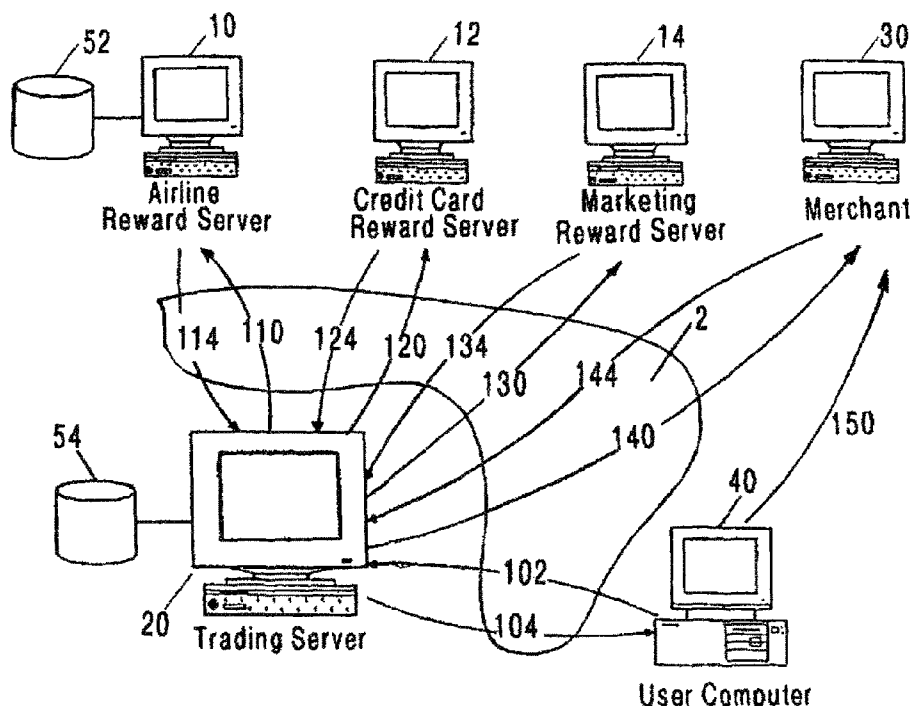 52
10
12
14
30
Airline
Reward Server
Credit Card
Reward Server
Marketing
Reward Server
Merchant
114
110
124
120
134
130
144
2
140
150
54
40
102
20
104
Trading Server
User Computer